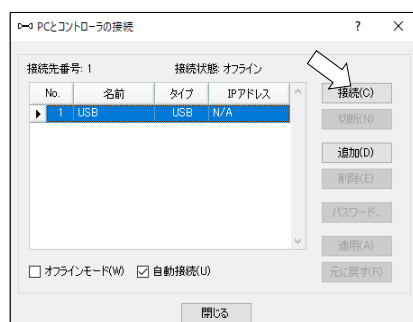 PCとコントローラの接続
接続先番号: 1 接続状態: オフライン
No. 名前 タイプ IPアドレス
1 USB USB N/A
接続(C)
切断(N)
追加(D)
削除(E)
パスワード...
適用(A)
元に戻す(R)
オフラインモード(W) 自動接続(U)
閉じる